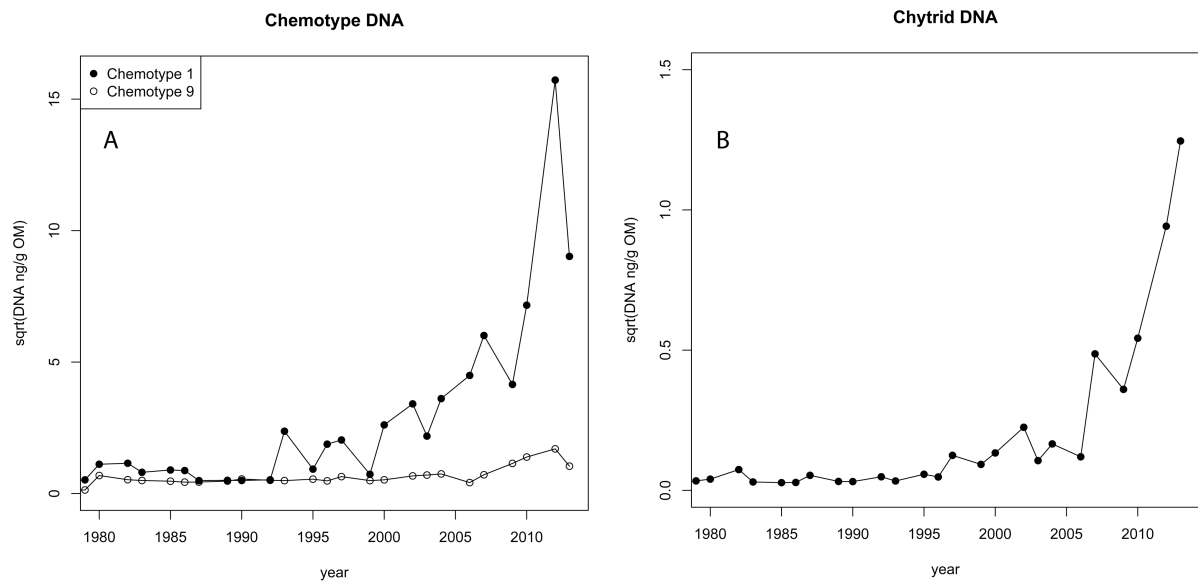 Chemotype DNA
Chemotype 1
Chemotype 9
A
sqrt(DNA ng/g OM)
15
10
5
0
1980 1985 1990 1995 2000 2005 2010
year
Chytrid DNA
B
sqrt(DNA ng/g OM)
1.5
1.0
0.5
0.0
1980 1985 1990 1995 2000 2005 2010
year